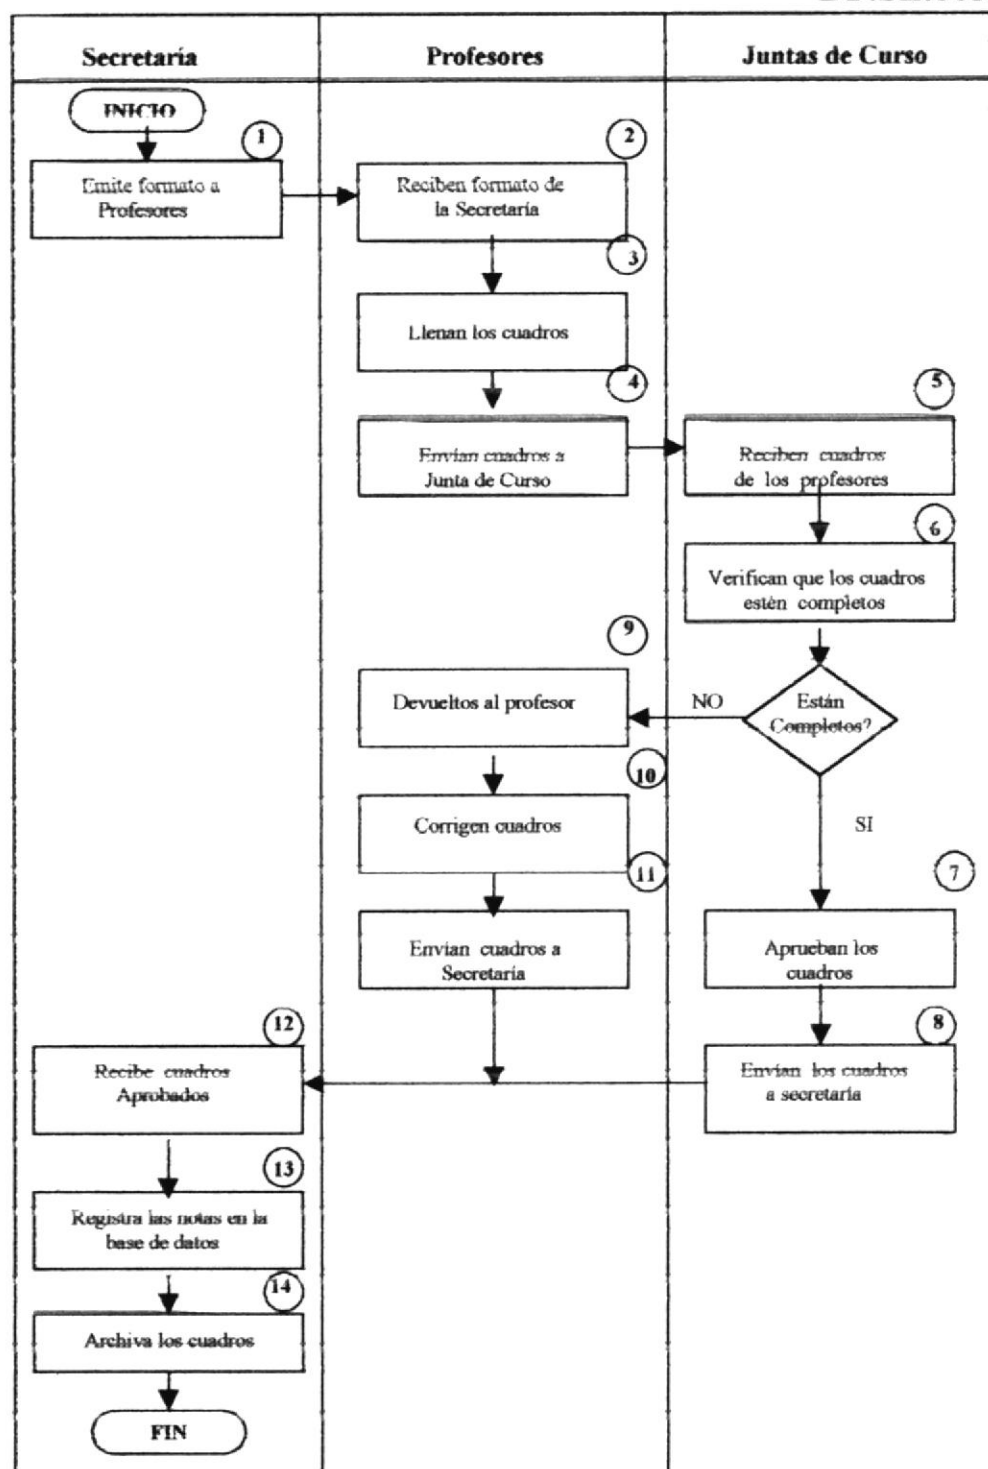 Secretaría
Profesores
Juntas de Curso
INICIO
1
Emite formato a
Profesores
2
Reciben formato de
la Secretaría
3
Llenan los cuadros
4
Envían cuadros a
Junta de Curso
5
Reciben cuadros
de los profesores
6
Verifican que los cuadros
estén completos
Están
Completos?
NO
SI
9
Devueltos al profesor
10
Corrigen cuadros
11
Envían cuadros a
Secretaría
7
Aprueban los
cuadros
8
Envían los cuadros
a secretaría
12
Recibe cuadros
Aprobados
13
Registra las notas en la
base de datos
14
Archiva los cuadros
FIN